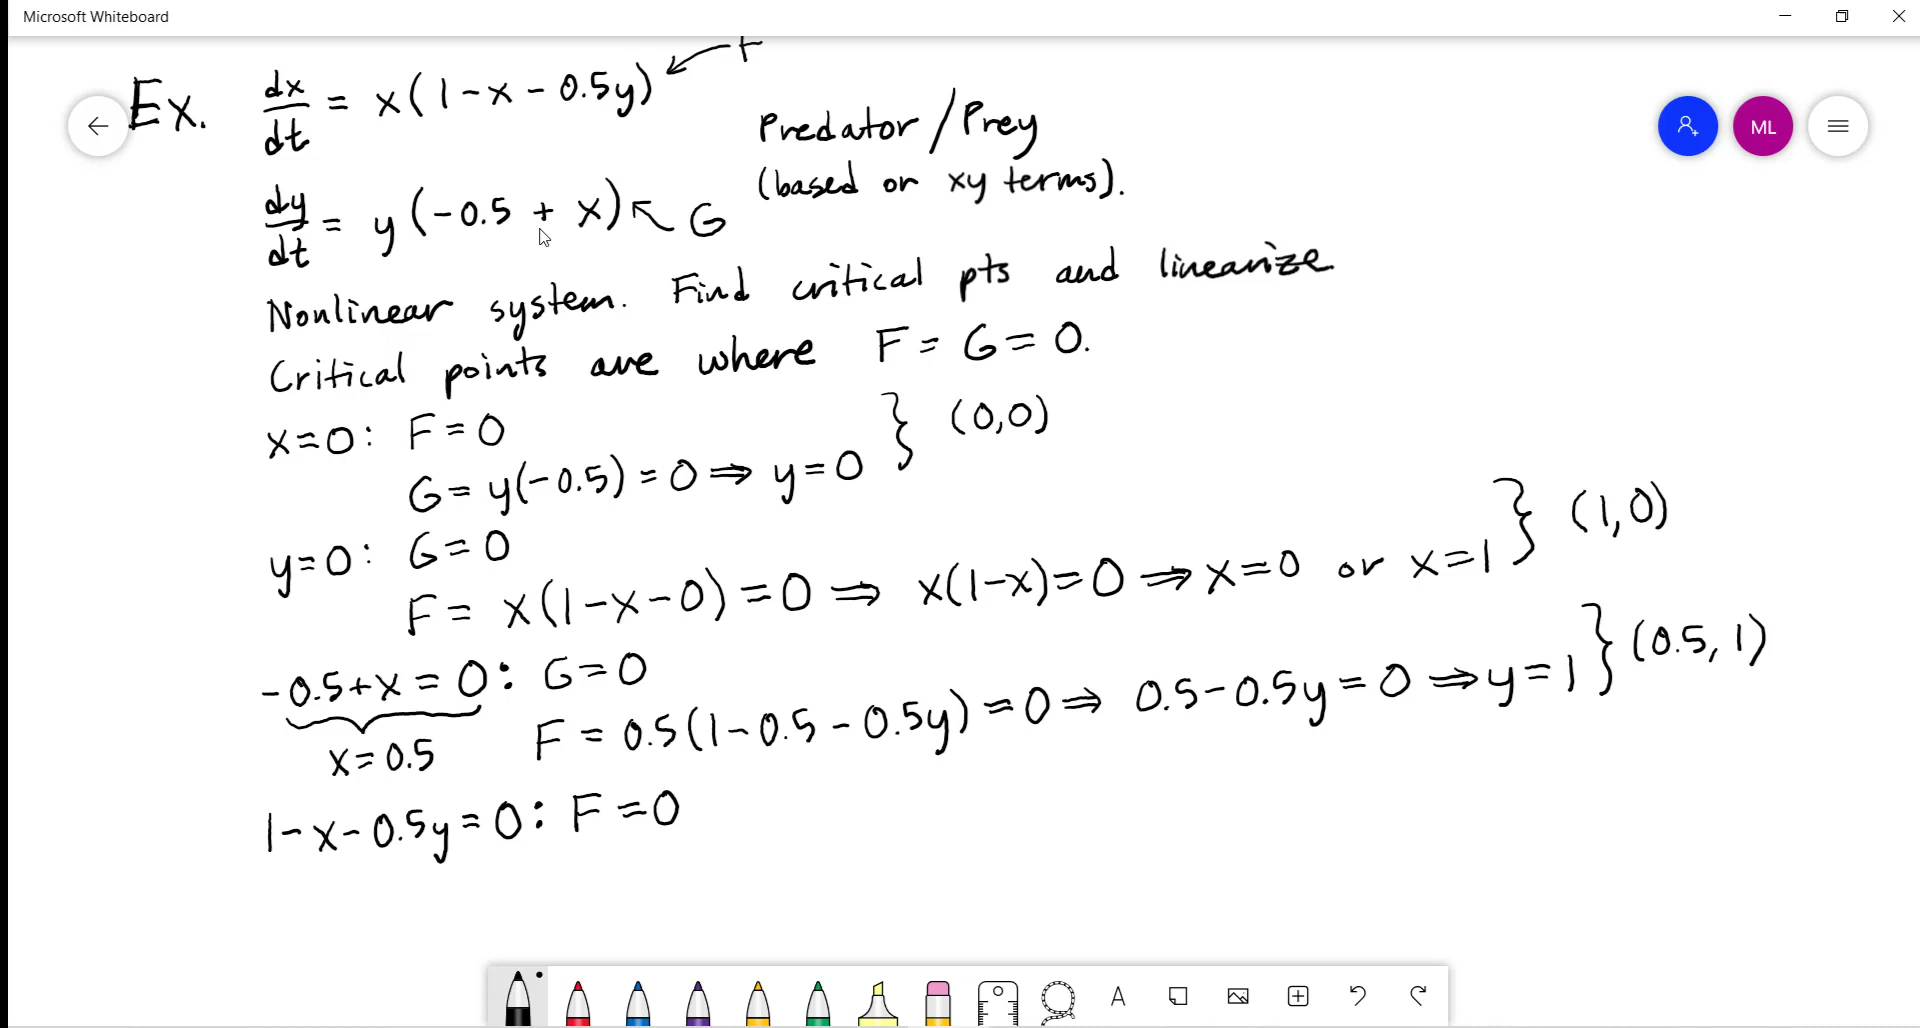 Microsoft Whiteboard
Ex. dx/dt = x(1-x-0.5y) ← F
Predator/Prey
(based on xy terms).
dy/dt = y(-0.5 + x) ← G
Nonlinear system. Find critical pts and linearize
Critical points are where F = G = 0.
x=0: F=0
G= y(-0.5) = 0 ⇒ y=0 } (0,0)
y=0: G=0
F = x(1-x-0)=0 ⇒ x(1-x)=0 ⇒ x=0 or x=1 } (1,0)
-0.5+x = 0: G=0
x=0.5
F = 0.5(1-0.5-0.5y)=0 ⇒ 0.5-0.5y=0 ⇒ y=1 } (0.5, 1)
1-x-0.5y=0: F=0
ML
A